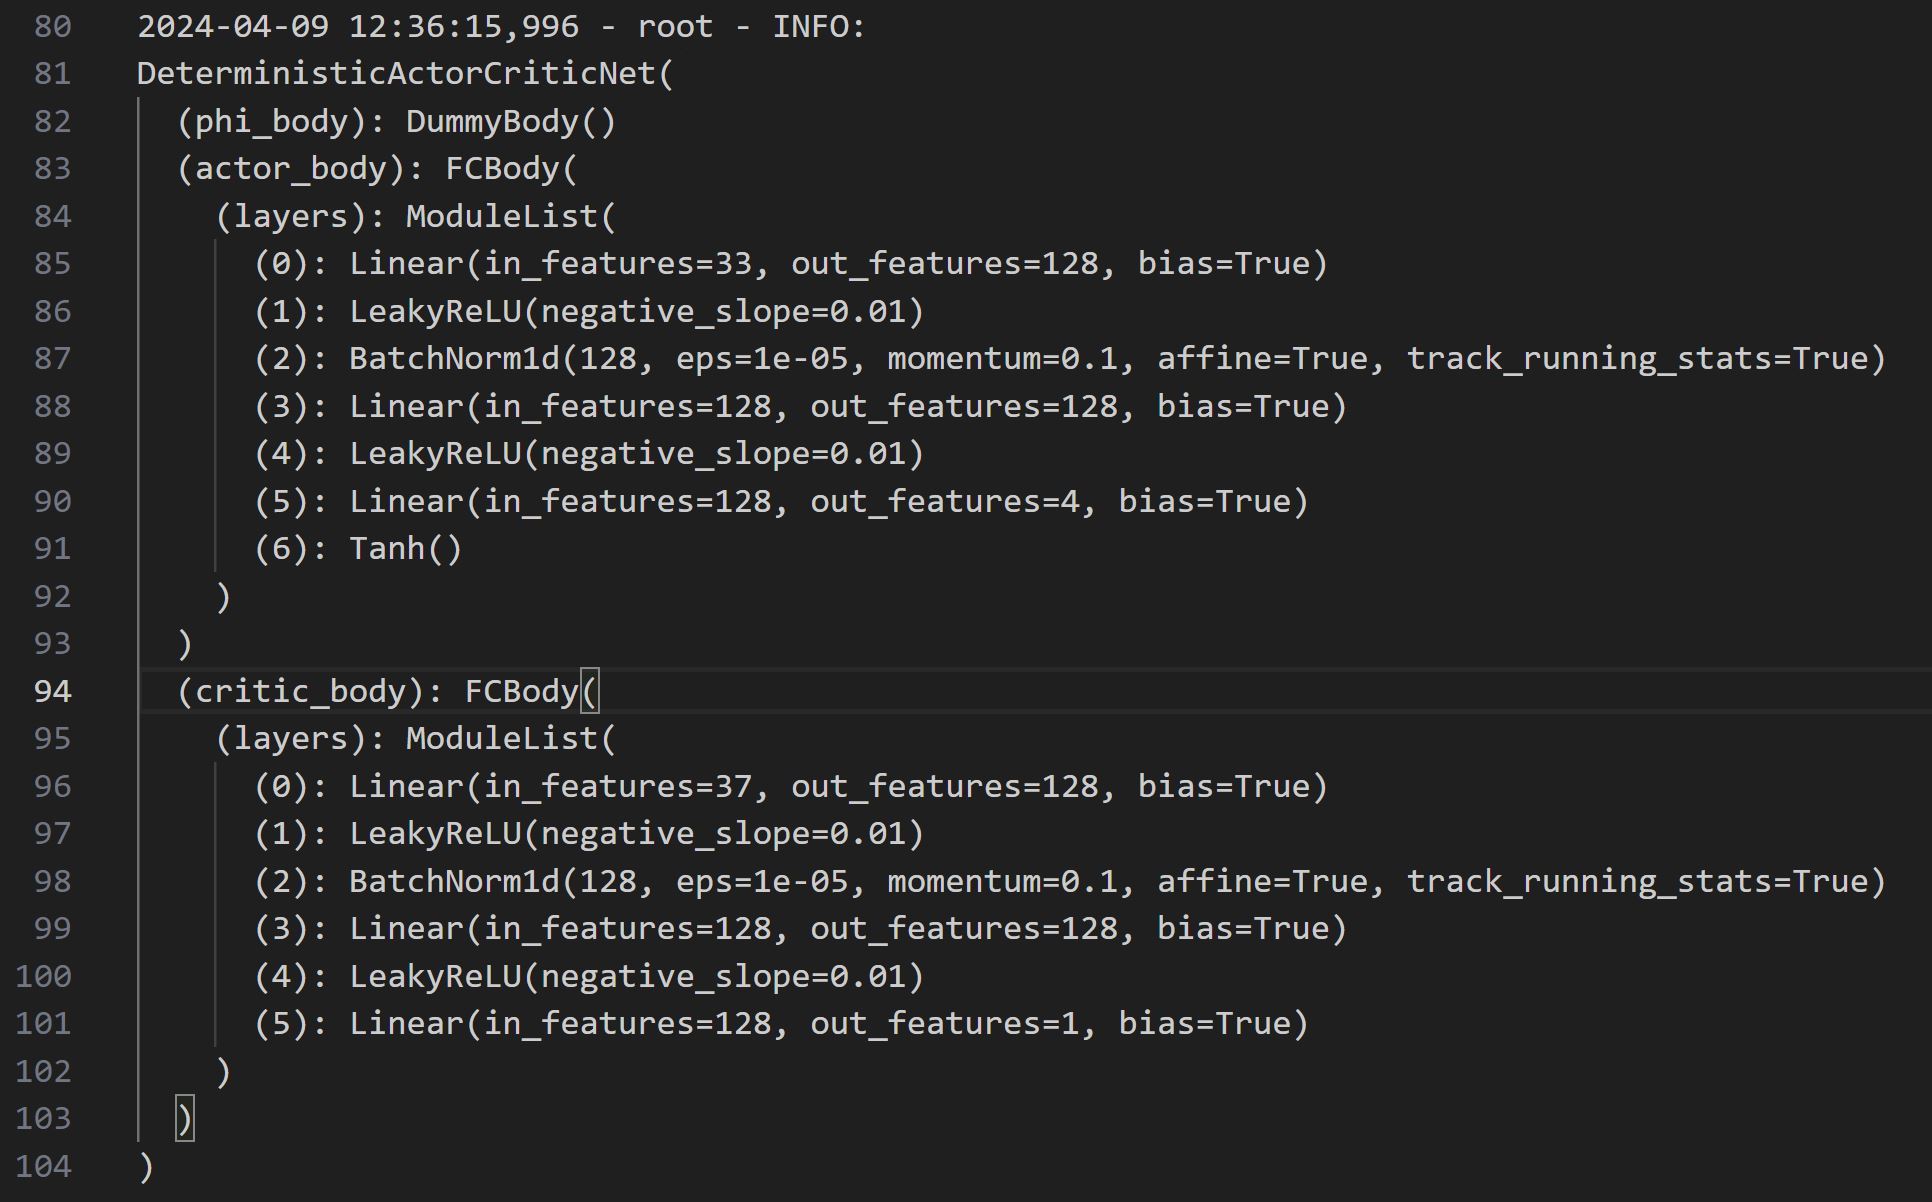 80 2024-04-09 12:36:15,996 - root - INFO:
81 DeterministicActorCriticNet(
82   (phi_body): DummyBody()
83   (actor_body): FCBody(
84     (layers): ModuleList(
85       (0): Linear(in_features=33, out_features=128, bias=True)
86       (1): LeakyReLU(negative_slope=0.01)
87       (2): BatchNorm1d(128, eps=1e-05, momentum=0.1, affine=True, track_running_stats=True)
88       (3): Linear(in_features=128, out_features=128, bias=True)
89       (4): LeakyReLU(negative_slope=0.01)
90       (5): Linear(in_features=128, out_features=4, bias=True)
91       (6): Tanh()
92     )
93   )
94   (critic_body): FCBody(
95     (layers): ModuleList(
96       (0): Linear(in_features=37, out_features=128, bias=True)
97       (1): LeakyReLU(negative_slope=0.01)
98       (2): BatchNorm1d(128, eps=1e-05, momentum=0.1, affine=True, track_running_stats=True)
99       (3): Linear(in_features=128, out_features=128, bias=True)
100       (4): LeakyReLU(negative_slope=0.01)
101       (5): Linear(in_features=128, out_features=1, bias=True)
102     )
103   )
104 )